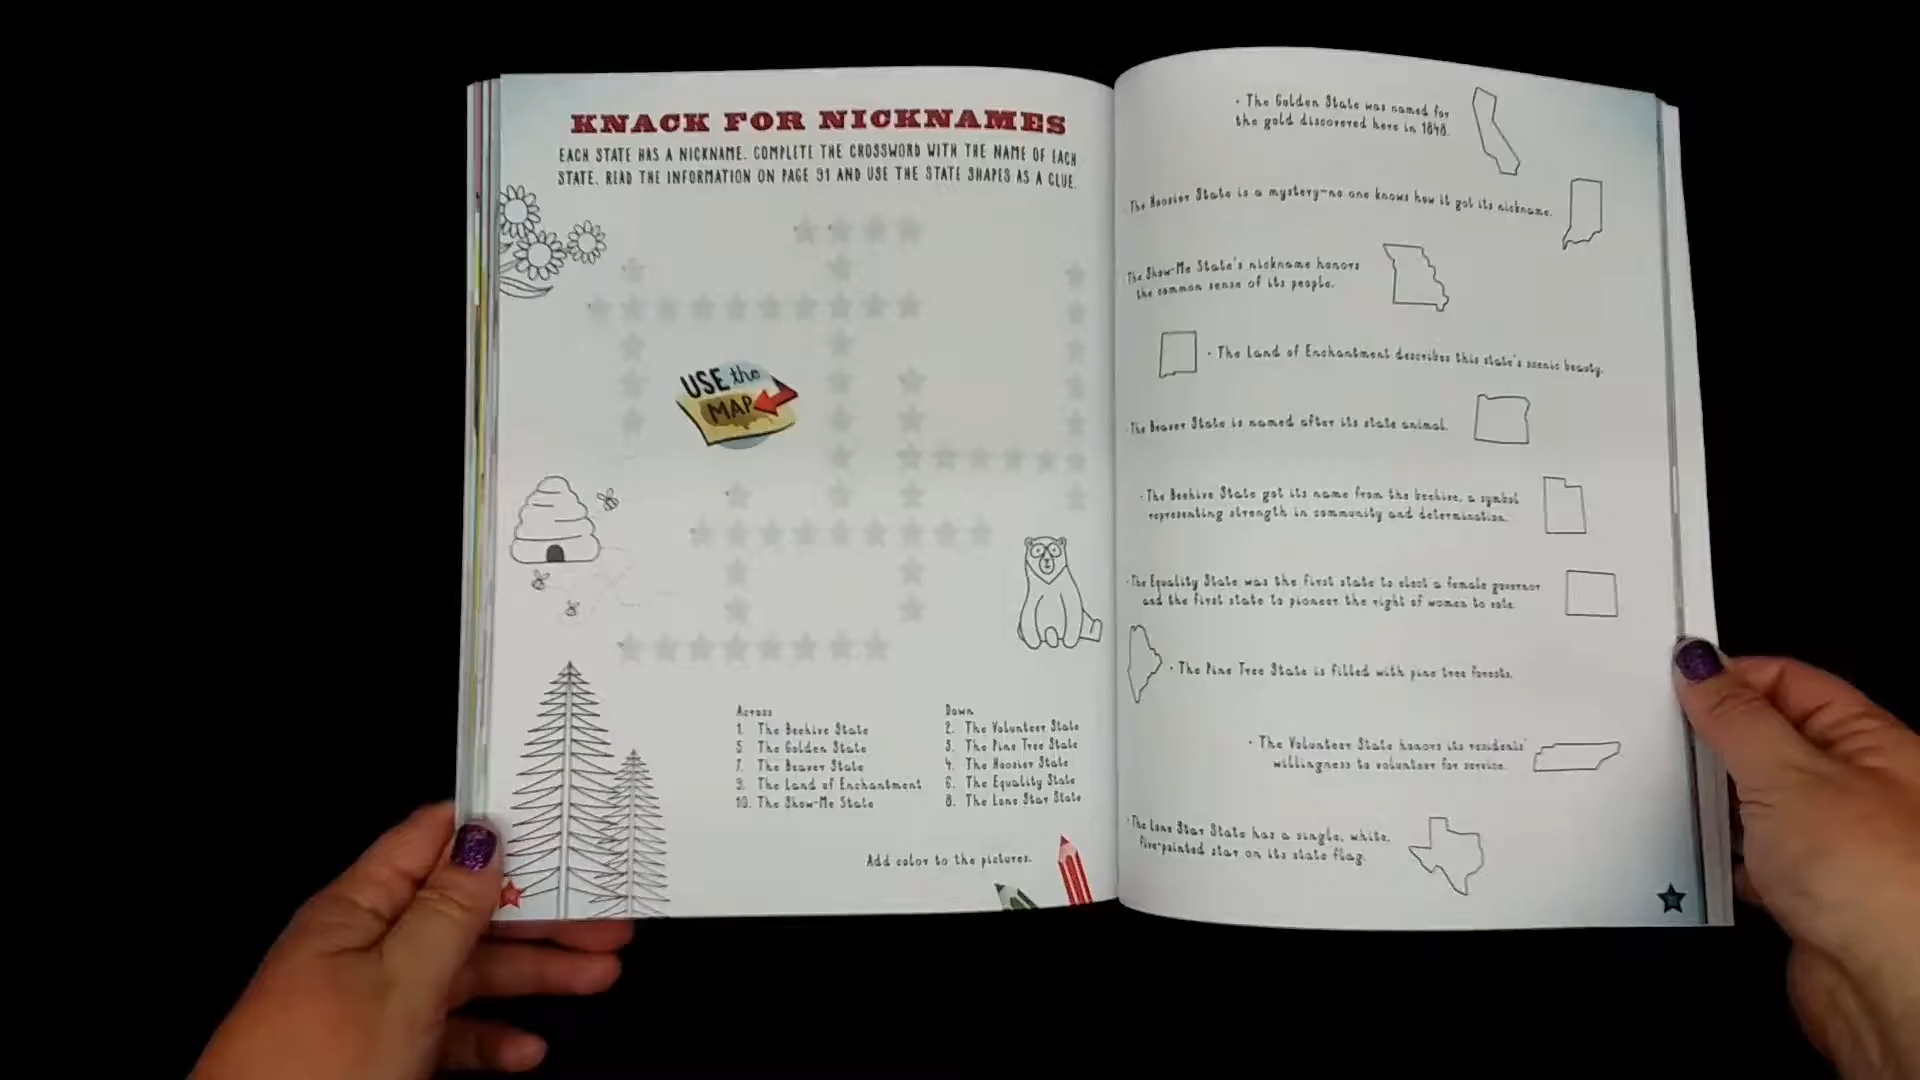 KNACK FOR NICKNAMES
EACH STATE HAS A NICKNAME. COMPLETE THE CROSSWORD WITH THE NAME OF EACH
STATE. READ THE INFORMATION ON PAGE 91 AND USE THE STATE SHAPES AS A CLUE.
USE the
MAP
Across
1. The Beehive State
5. The Golden State
7. The Beaver State
9. The Land of Enchantment
10. The Show-Me State
Down
2. The Volunteer State
3. The Pine Tree State
4. The Hoosier State
6. The Equality State
8. The Lone Star State
Add color to the pictures.
• The Golden State was named for
the gold discovered here in 1848.
• The Hoosier State is a mystery—no one knows how it got its nickname.
The Show-Me State's nickname honors
the common sense of its people.
• The Land of Enchantment describes this state's scenic beauty.
• The Beaver State is named after its state animal.
• The Beehive State got its name from the beehive, a symbol
representing strength in community and determination.
• The Equality State was the first state to elect a female governor
and the first state to pioneer the right of women to vote.
• The Pine Tree State is filled with pine tree forests.
• The Volunteer State honors its residents'
willingness to volunteer for service.
• The Lone Star State has a single, white,
five-pointed star on its state flag.